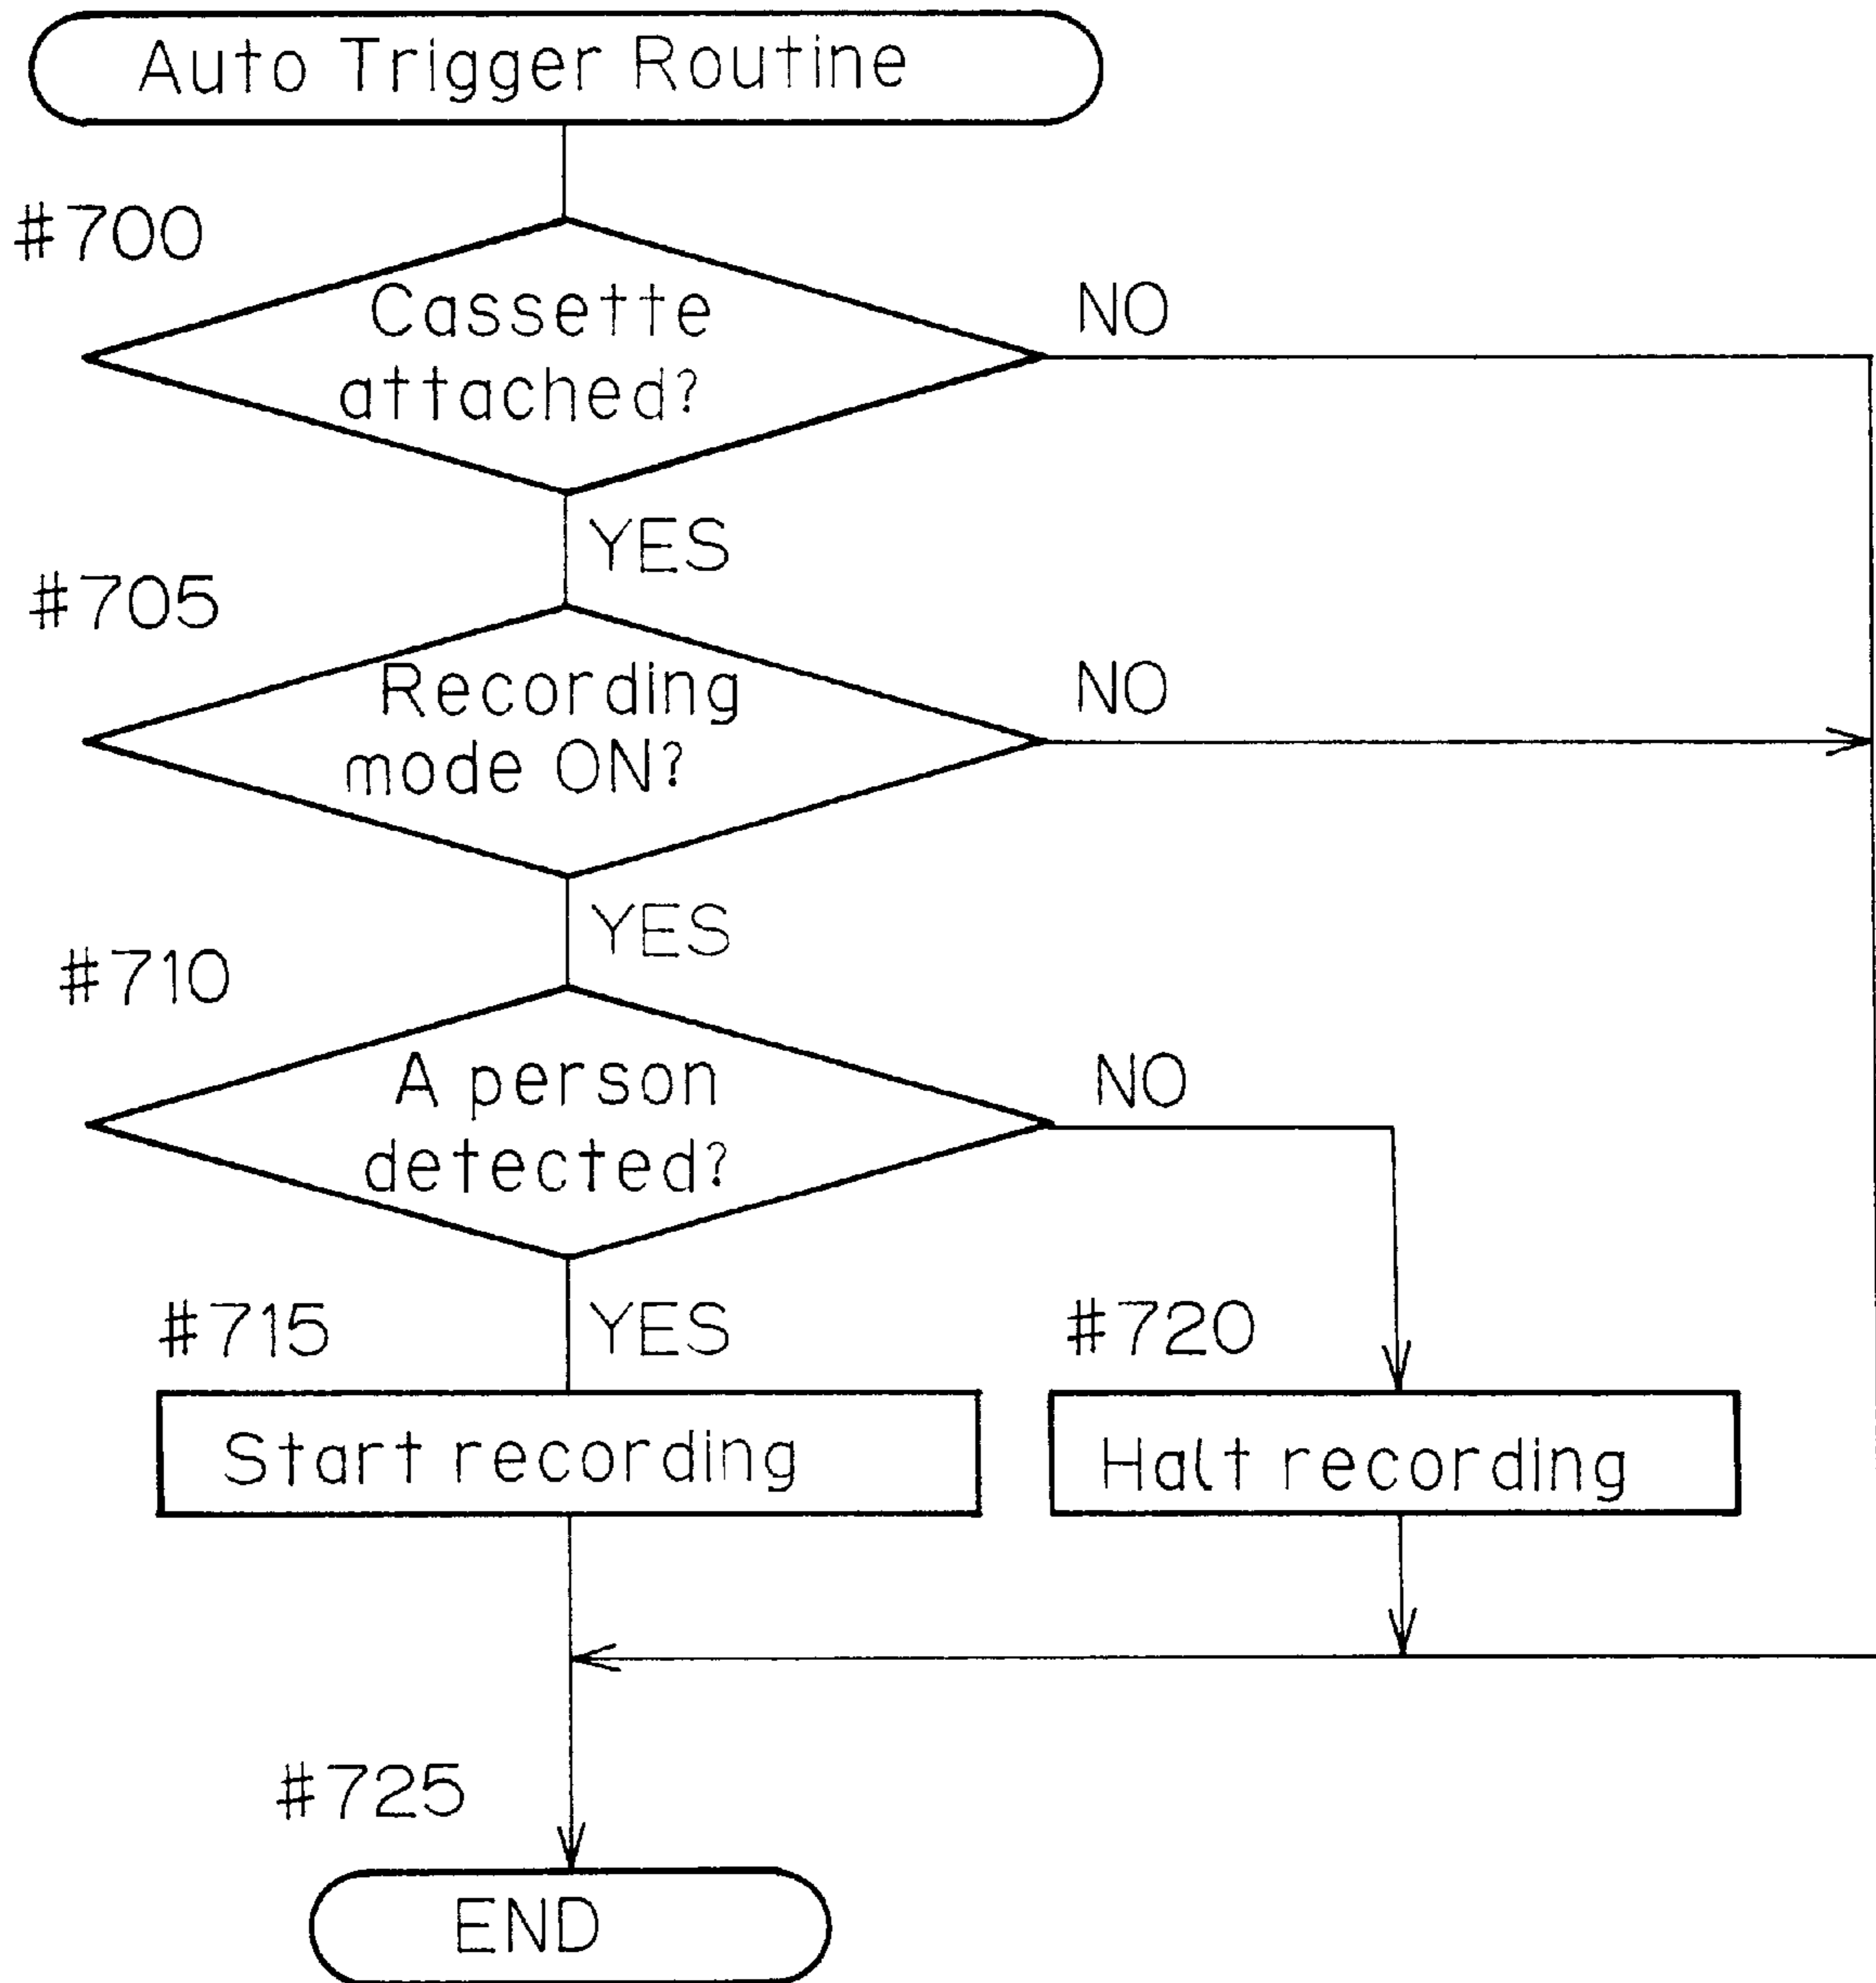 Auto Trigger Routine
#700
Cassette
attached?
NO
YES
#705
Recording
mode ON?
NO
YES
#710
A person
detected?
NO
YES
#715
Start recording
#720
Halt recording
#725
END